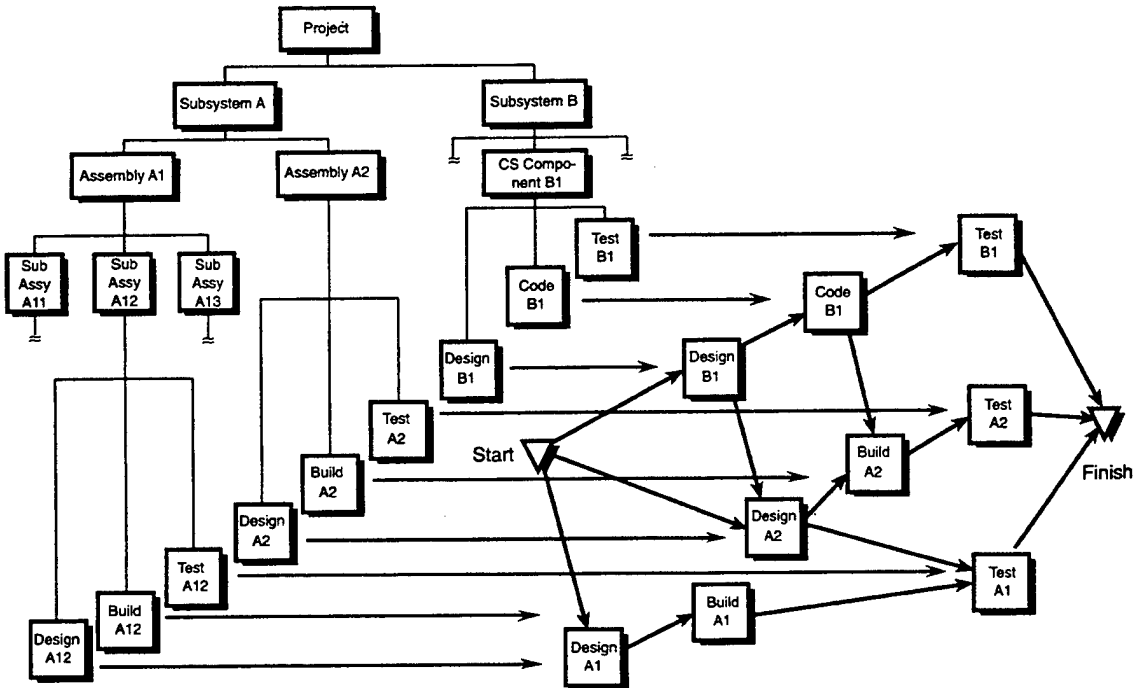 Project
Subsystem A
Subsystem B
Assembly A1
Assembly A2
CS Compo-
nent B1
Sub
Assy
A11
Sub
Assy
A12
Sub
Assy
A13
Test
B1
Test
B1
Code
B1
Code
B1
Design
B1
Design
B1
Test
A2
Test
A2
Start
Build
A2
Build
A2
Finish
Design
A2
Design
A2
Test
A12
Test
A1
Build
A12
Build
A1
Design
A12
Design
A1